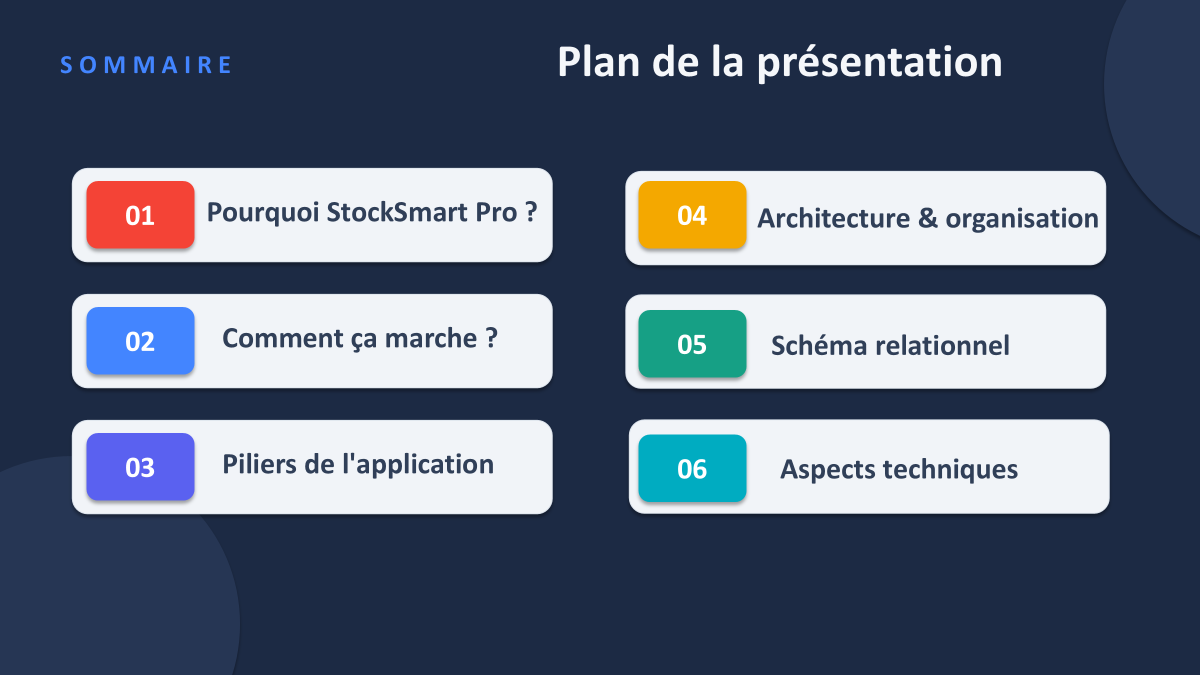 SOMMAIRE
Plan de la présentation
01
Pourquoi StockSmart Pro ?
02
Comment ça marche ?
03
Piliers de l'application
04
Architecture & organisation
05
Schéma relationnel
06
Aspects techniques